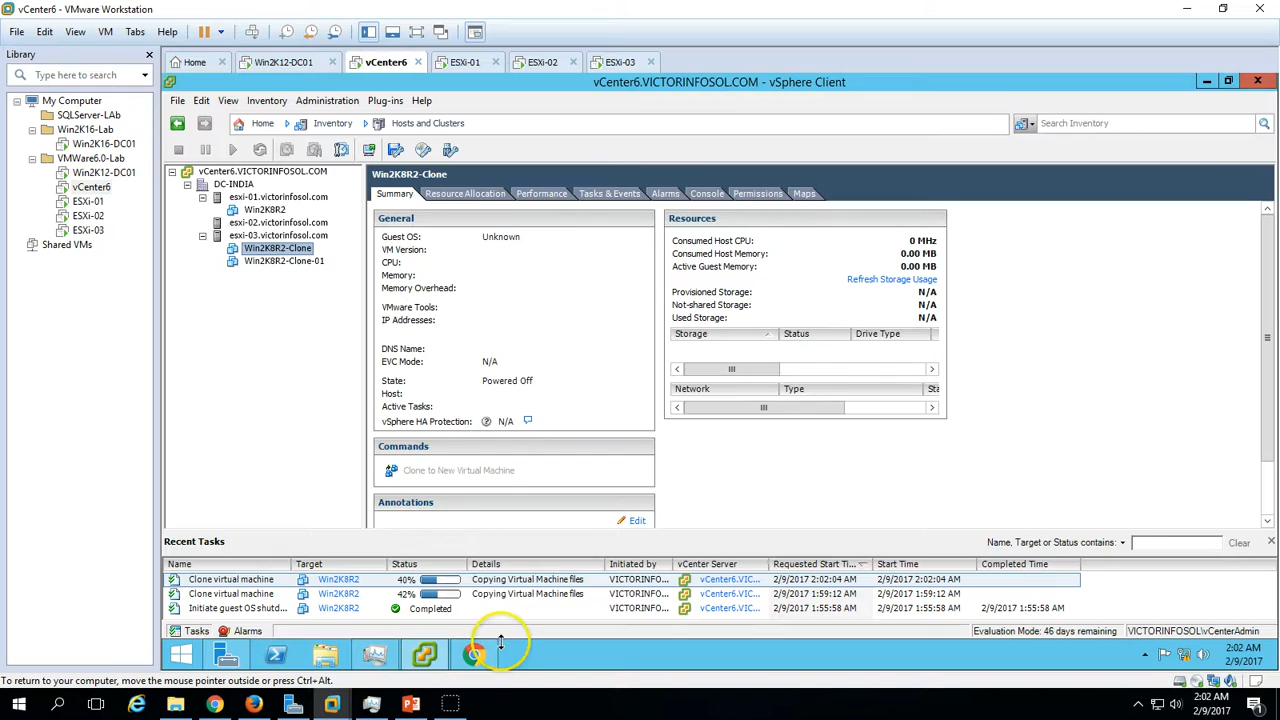 vCenter6 - VMware Workstation
File Edit View VM Tabs Help
Library
Type here to search
My Computer
SQLServer-LAb
Win2K16-Lab
Win2K16-DC01
VMWare6.0-Lab
Win2K12-DC01
vCenter6
ESXi-01
ESXi-02
ESXi-03
Shared VMs
Home Win2K12-DC01 vCenter6 ESXi-01 ESXi-02 ESXi-03
vCenter6.VICTORINFOSOL.COM - vSphere Client
File Edit View Inventory Administration Plug-ins Help
Home Inventory Hosts and Clusters
Search Inventory
vCenter6.VICTORINFOSOL.COM
DC-INDIA
esxi-01.victorinfosol.com
Win2K8R2
esxi-02.victorinfosol.com
esxi-03.victorinfosol.com
Win2K8R2-Clone
Win2K8R2-Clone-01
Win2K8R2-Clone
Summary Resource Allocation Performance Tasks & Events Alarms Console Permissions Maps
General
Guest OS: Unknown
VM Version:
CPU:
Memory:
Memory Overhead:
VMware Tools:
IP Addresses:
DNS Name:
EVC Mode: N/A
State: Powered Off
Host:
Active Tasks:
vSphere HA Protection: N/A
Commands
Clone to New Virtual Machine
Annotations
Edit
Resources
Consumed Host CPU: 0 MHz
Consumed Host Memory: 0.00 MB
Active Guest Memory: 0.00 MB
Refresh Storage Usage
Provisioned Storage: N/A
Not-shared Storage: N/A
Used Storage: N/A
Storage Status Drive Type
Network Type Sta
Recent Tasks
Name, Target or Status contains: Clear
Name Target Status Details Initiated by vCenter Server Requested Start Ti... Start Time Completed Time
Clone virtual machine Win2K8R2 40% Copying Virtual Machine files VICTORINFO... vCenter6.VIC... 2/9/2017 2:02:04 AM 2/9/2017 2:02:04 AM
Clone virtual machine Win2K8R2 42% Copying Virtual Machine files VICTORINFO... vCenter6.VIC... 2/9/2017 1:59:12 AM 2/9/2017 1:59:12 AM
Initiate guest OS shutd... Win2K8R2 Completed VICTORINFO... vCenter6.VIC... 2/9/2017 1:55:58 AM 2/9/2017 1:55:58 AM 2/9/2017 1:55:58 AM
Tasks Alarms
Evaluation Mode: 46 days remaining VICTORINFOSOL\vCenterAdmin
2:02 AM
2/9/2017
To return to your computer, move the mouse pointer outside or press Ctrl+Alt.
2:02 AM
2/9/2017